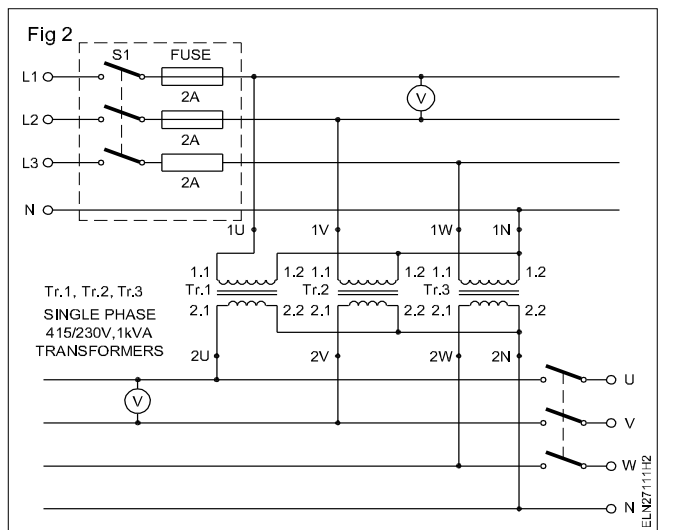 Fig 2
S1 FUSE
L1
2A
V
L2
2A
L3
2A
N
1U 1V 1W 1N
1.1 1.2 1.1 1.2 1.1 1.2
Tr.1 Tr.2 Tr.3
2.1 2.2 2.1 2.2 2.1 2.2
Tr.1, Tr.2, Tr.3
SINGLE PHASE
415/230V,1kVA
TRANSFORMERS
2U 2V 2W 2N
U
V
V
W
N
ELN27111H2